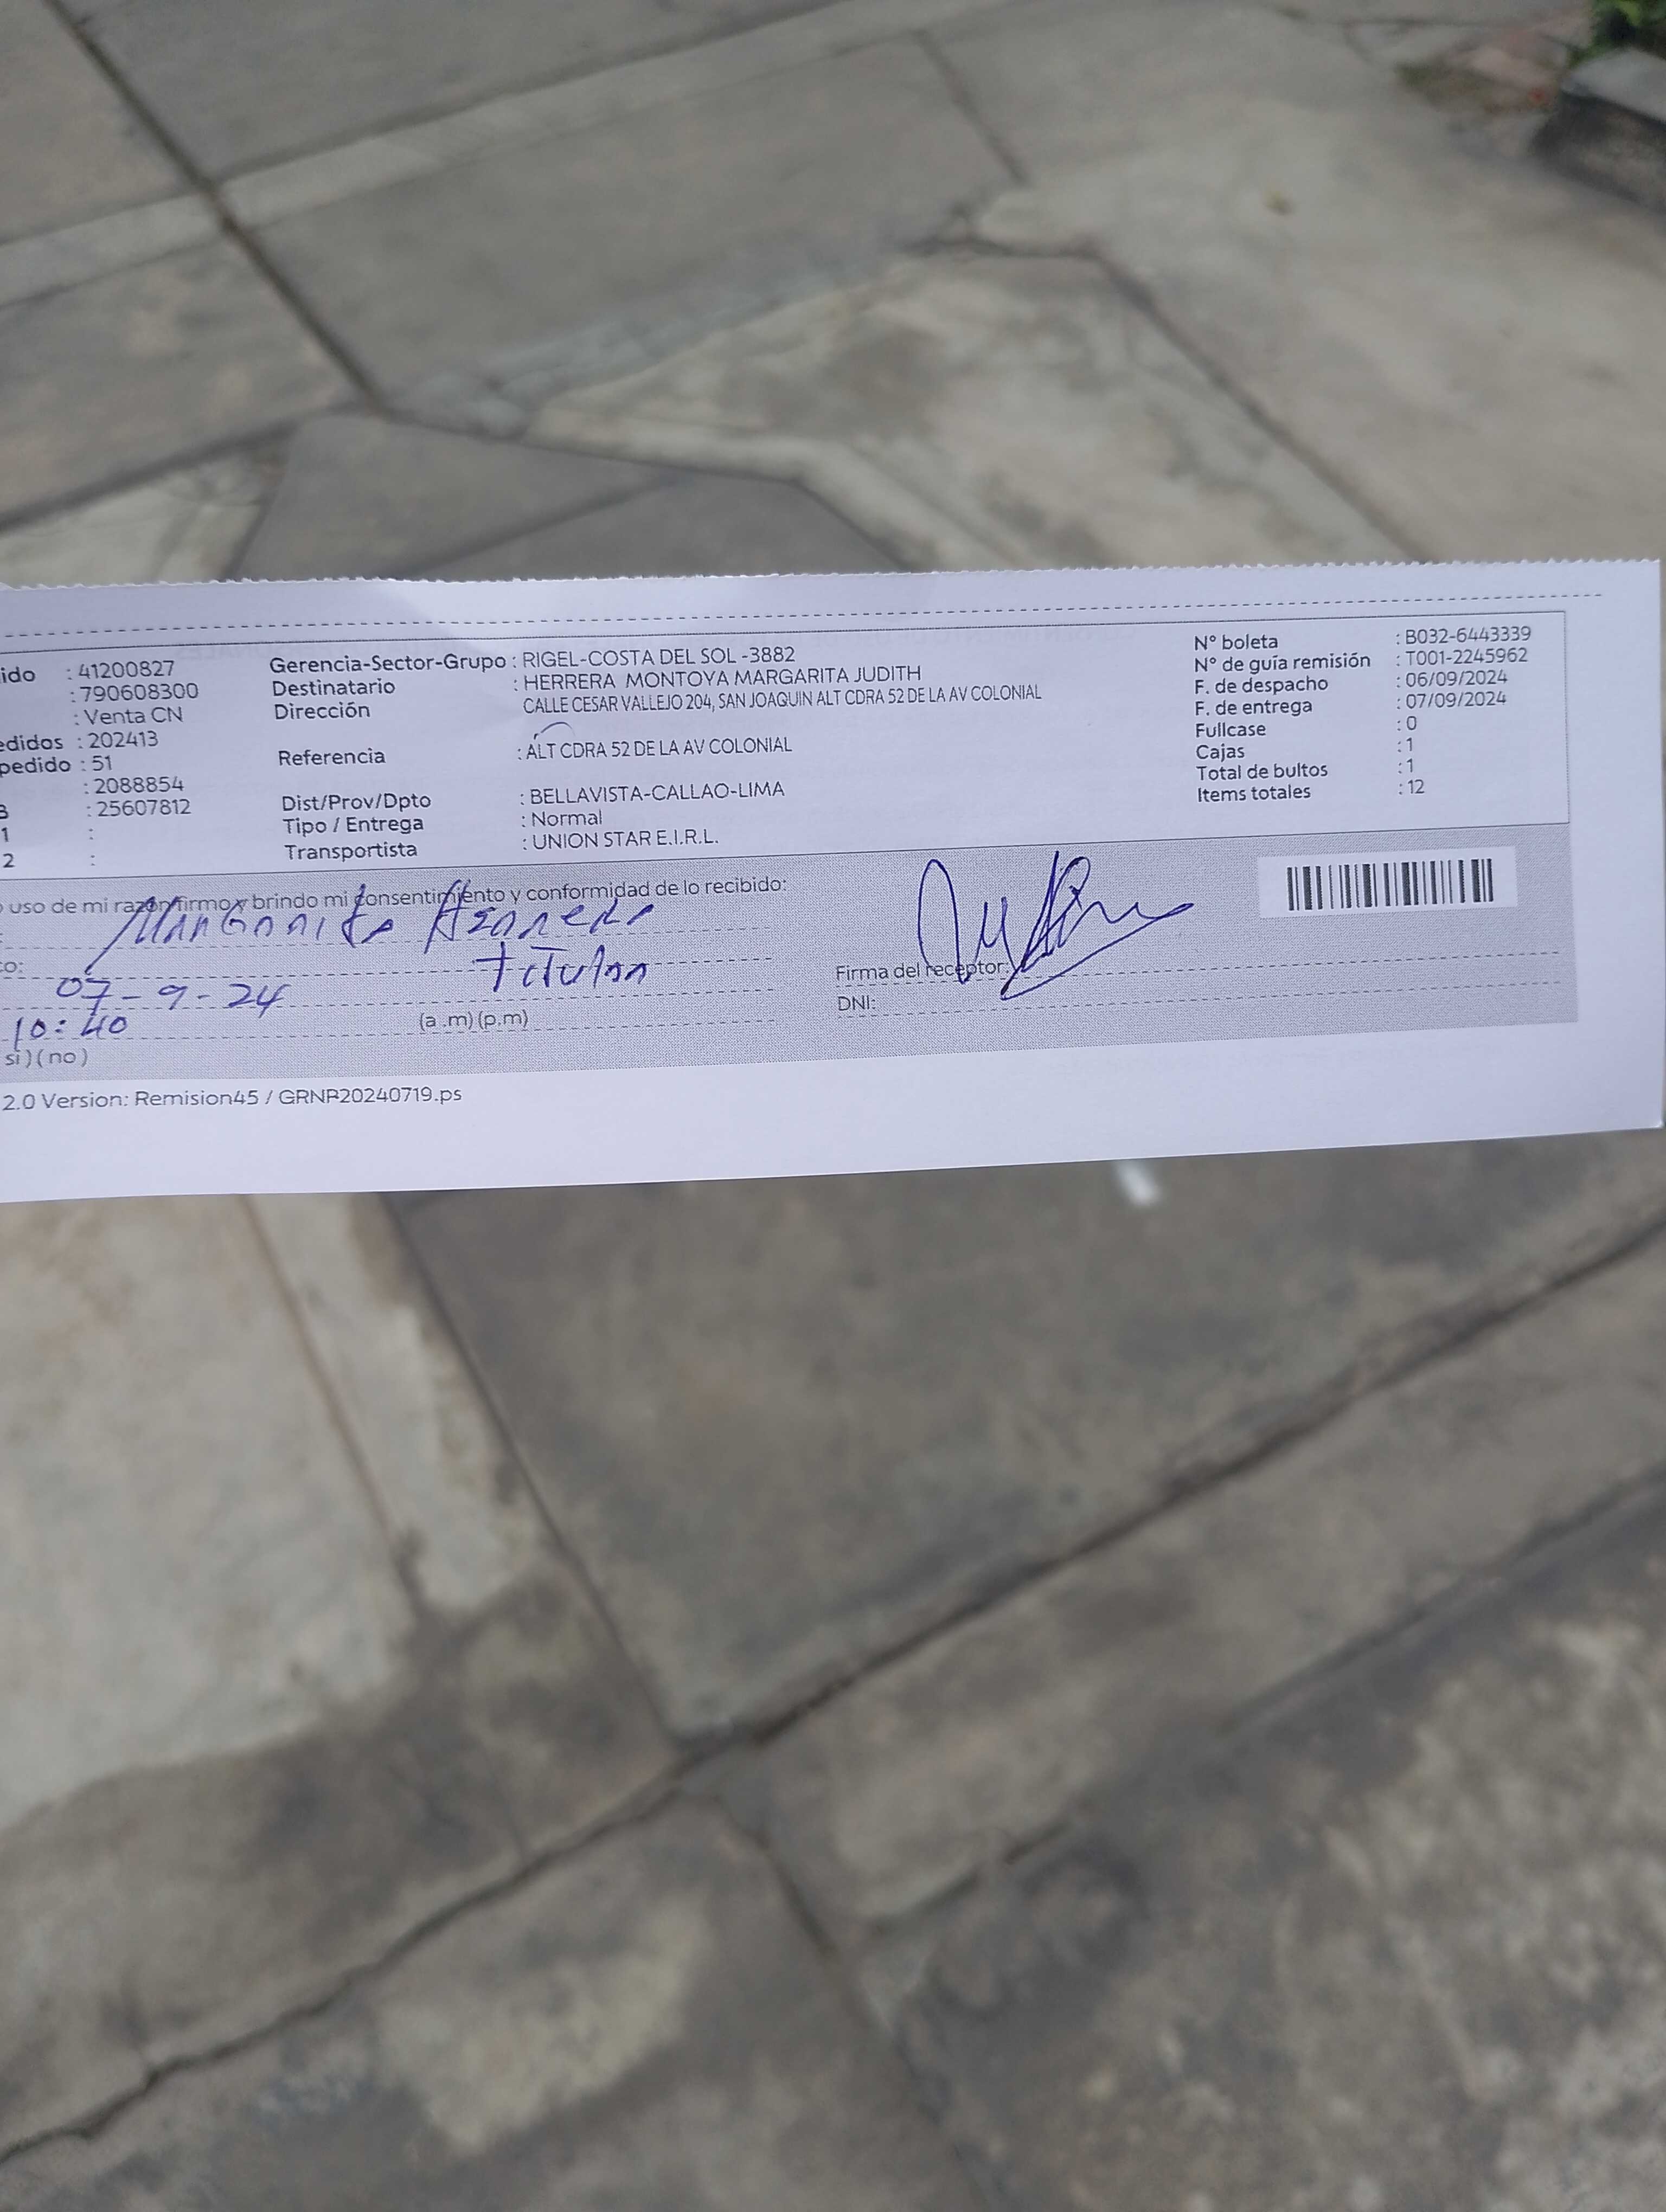 ido : 41200827
: 790608300
: Venta CN
edidos : 202413
pedido : 51
: 2088854
: 25607812
1 :
2 :
Gerencia-Sector-Grupo : RIGEL-COSTA DEL SOL -3882
Destinatario : HERRERA MONTOYA MARGARITA JUDITH
Dirección CALLE CESAR VALLEJO 204, SAN JOAQUIN ALT CDRA 52 DE LA AV COLONIAL
Referencia : ALT CDRA 52 DE LA AV COLONIAL
Dist/Prov/Dpto : BELLAVISTA-CALLAO-LIMA
Tipo / Entrega : Normal
Transportista : UNION STAR E.I.R.L.
N° boleta : B032-6443339
N° de guía remisión : T001-2245962
F. de despacho : 06/09/2024
F. de entrega : 07/09/2024
Fullcase : 0
Cajas : 1
Total de bultos : 1
Items totales : 12
uso de mi razón firmo y brindo mi consentimiento y conformidad de lo recibido:
co:
titular
07-9-24
10:40 (a .m) (p.m)
si ) ( no )
Firma del receptor:
DNI:
2.0 Version: Remision45 / GRNP20240719.ps